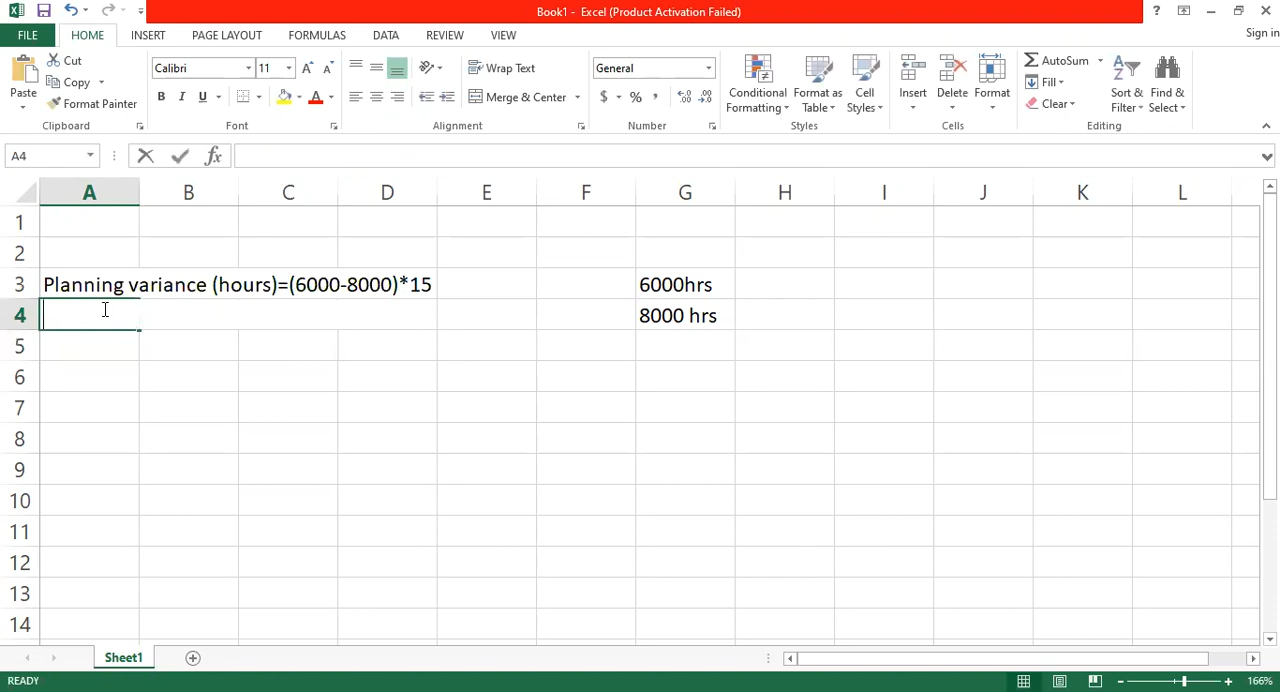 Book1 - Excel (Product Activation Failed)
?
FILE HOME INSERT PAGE LAYOUT FORMULAS DATA REVIEW VIEW Sign in
Paste
Cut
Copy
Format Painter
Clipboard
Calibri 11
B I U
Font
Wrap Text
Merge & Center
Alignment
General
$ % ,
Number
Conditional Formatting
Format as Table
Cell Styles
Styles
Insert Delete Format
Cells
AutoSum
Fill
Clear
Sort & Filter
Find & Select
Editing
A4 fx
A B C D E F G H I J K L
1
2
3 Planning variance (hours)=(6000-8000)*15 6000hrs
4 8000 hrs
5
6
7
8
9
10
11
12
13
14
Sheet1
READY 166%